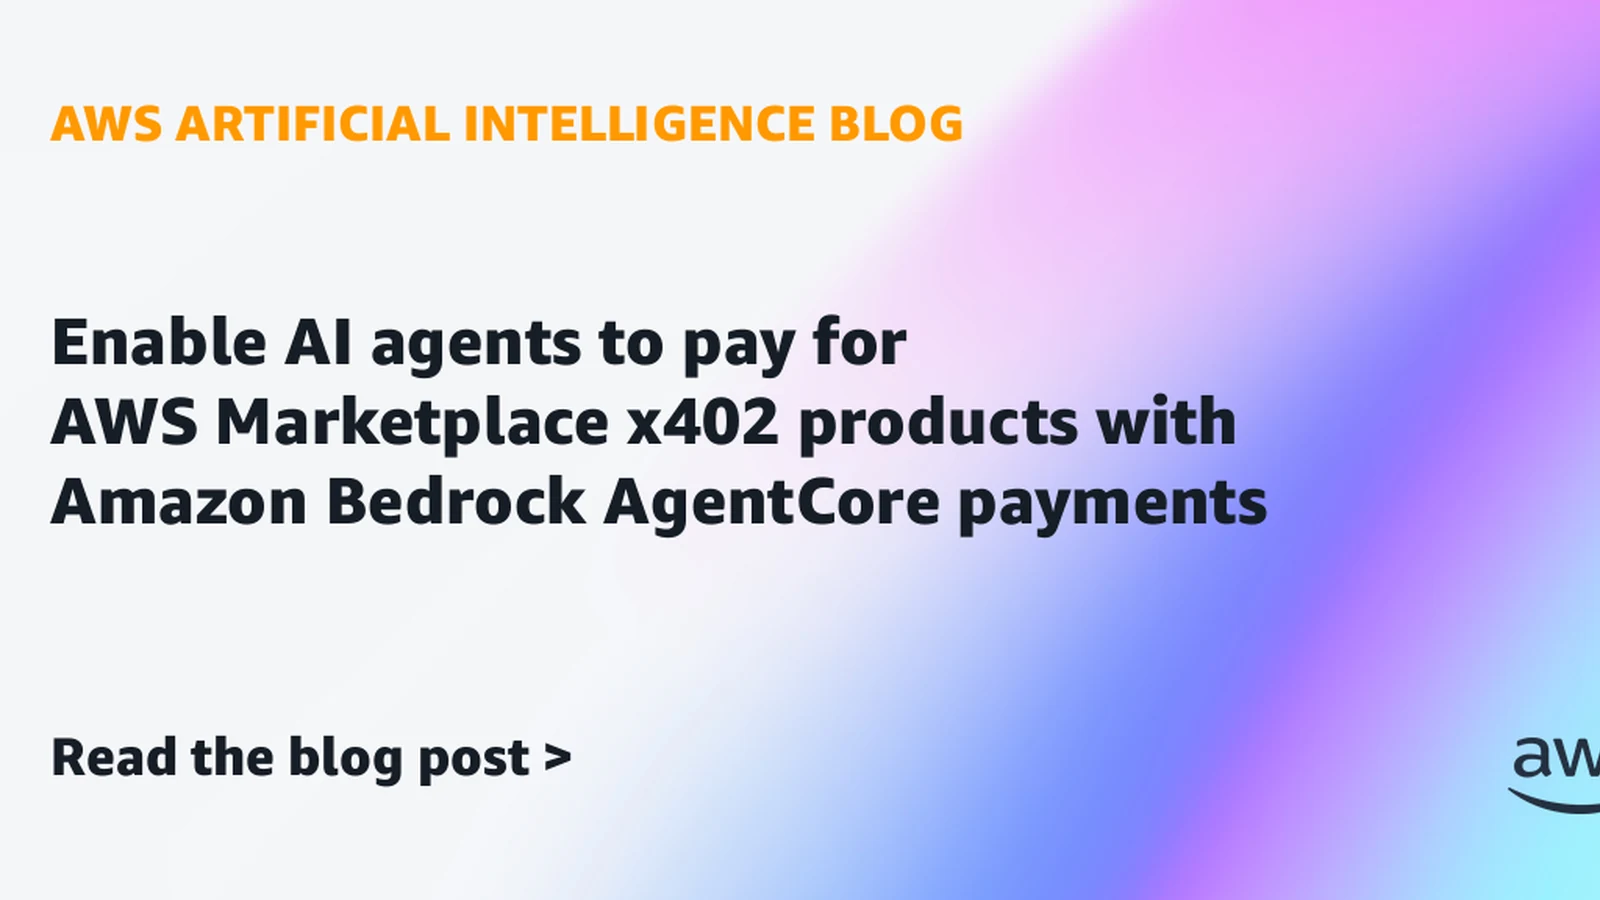 AWS ARTIFICIAL INTELLIGENCE BLOG
Enable AI agents to pay for
AWS Marketplace x402 products with
Amazon Bedrock AgentCore payments
Read the blog post >
aw